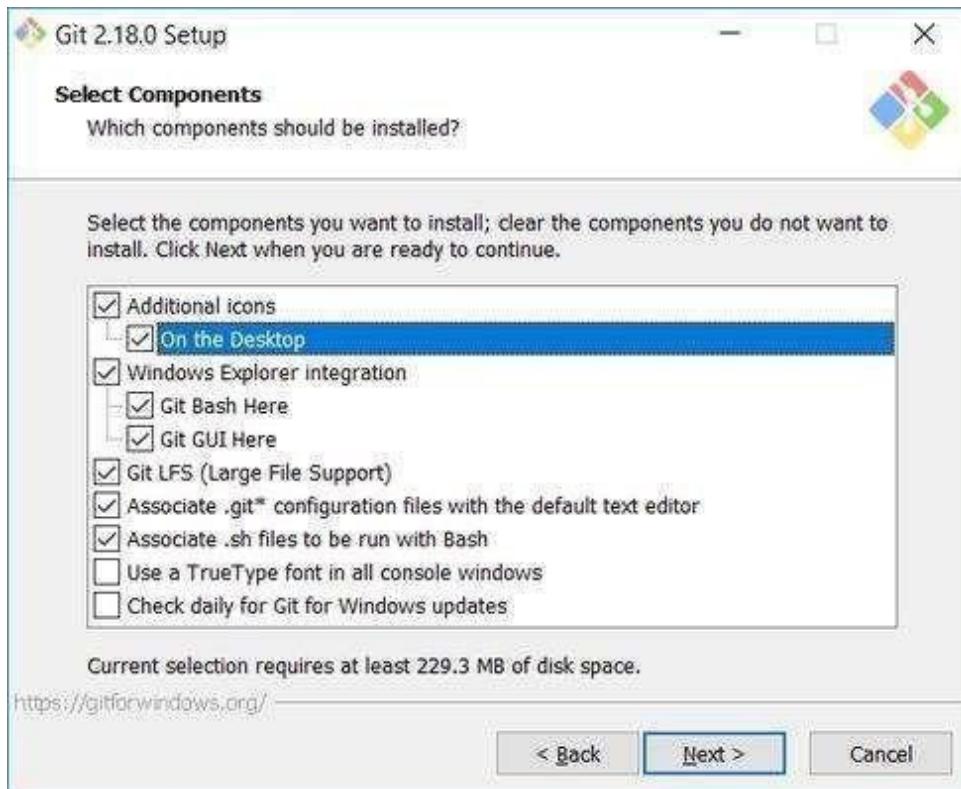 Git 2.18.0 Setup
Select Components
Which components should be installed?
Select the components you want to install; clear the components you do not want to
install. Click Next when you are ready to continue.
Additional icons
On the Desktop
Windows Explorer integration
Git Bash Here
Git GUI Here
Git LFS (Large File Support)
Associate .git* configuration files with the default text editor
Associate .sh files to be run with Bash
Use a TrueType font in all console windows
Check daily for Git for Windows updates
Current selection requires at least 229.3 MB of disk space.
https://gitforwindows.org/
< Back
Next >
Cancel